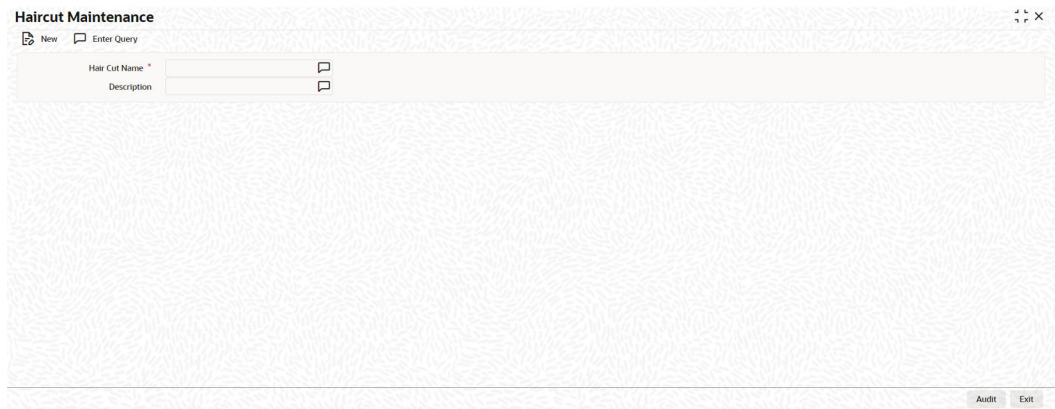 Haircut Maintenance
New Enter Query
Hair Cut Name *
Description
Audit Exit